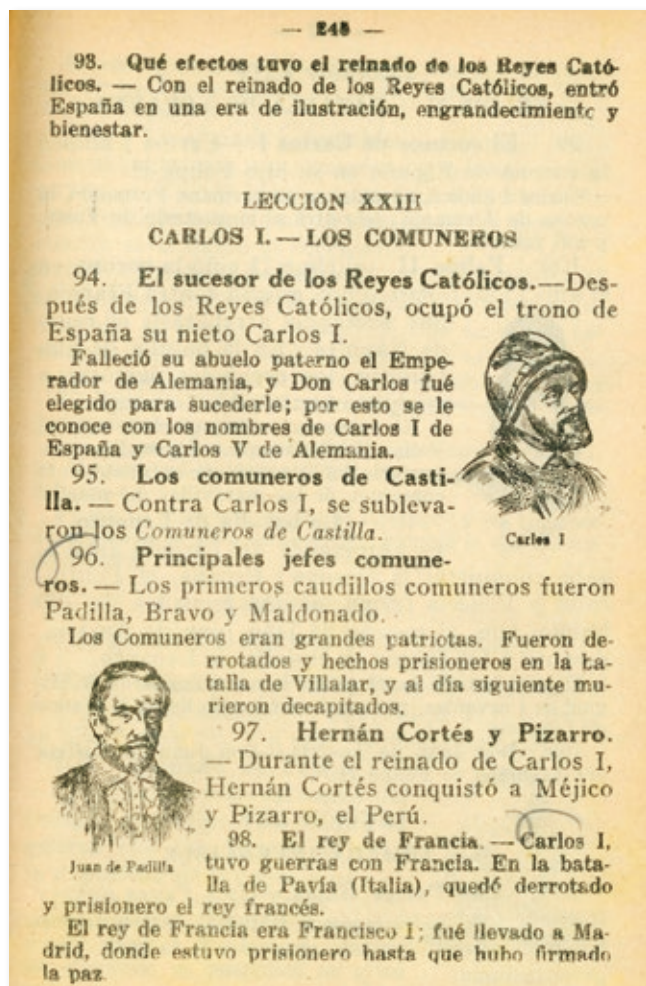 — 245 —
93. Qué efectos tuvo el reinado de los Reyes Cató-
licos. — Con el reinado de los Reyes Católicos, entró
España en una era de ilustración, engrandecimiento y
bienestar.
LECCIÓN XXIII
CARLOS I. — LOS COMUNEROS
94. El sucesor de los Reyes Católicos. — Des-
pués de los Reyes Católicos, ocupó el trono de
España su nieto Carlos I.
Falleció su abuelo paterno el Empe-
rador de Alemania, y Don Carlos fué
elegido para sucederle; por esto se le
conoce con los nombres de Carlos I de
España y Carlos V de Alemania.
95. Los comuneros de Casti-
lla. — Contra Carlos I, se subleva-
ron los Comuneros de Castilla.
Carlos I
96. Principales jefes comune-
ros. — Los primeros caudillos comuneros fueron
Padilla, Bravo y Maldonado.
Los Comuneros eran grandes patriotas. Fueron de-
rrotados y hechos prisioneros en la ba-
talla de Villalar, y al día siguiente mu-
rieron decapitados.
97. Hernán Cortés y Pizarro.
— Durante el reinado de Carlos I,
Hernán Cortés conquistó a Méjico
y Pizarro, el Perú.
Juan de Padilla
98. El rey de Francia. — Carlos I,
tuvo guerras con Francia. En la bata-
lla de Pavía (Italia), quedó derrotado
y prisionero el rey francés.
El rey de Francia era Francisco I; fué llevado a Ma-
drid, donde estuvo prisionero hasta que hubo firmado
la paz.